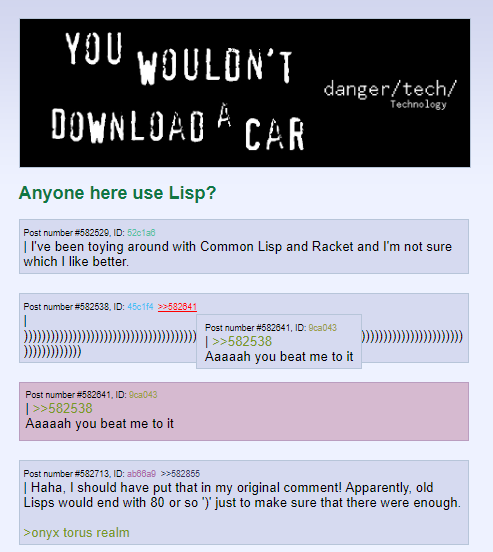 YOU WOULDN'T
DOWNLOAD A CAR
danger/tech/
Technology
Anyone here use Lisp?
Post number #582529, ID: 52c1a6
| I've been toying around with Common Lisp and Racket and I'm not sure
which I like better.
Post number #582538, ID: 45c1f4 >>582641
|
)))))))))))))))))))))))))))))))))))))) )))))))))))))))))))))))
)))))))))))))
Post number #582641, ID: 9ca043
| >>582538
Aaaaah you beat me to it
Post number #582641, ID: 9ca043
| >>582538
Aaaaah you beat me to it
Post number #582713, ID: ab66a9 >>582855
| Haha, I should have put that in my original comment! Apparently, old
Lisps would end with 80 or so ')' just to make sure that there were enough.
>onyx torus realm